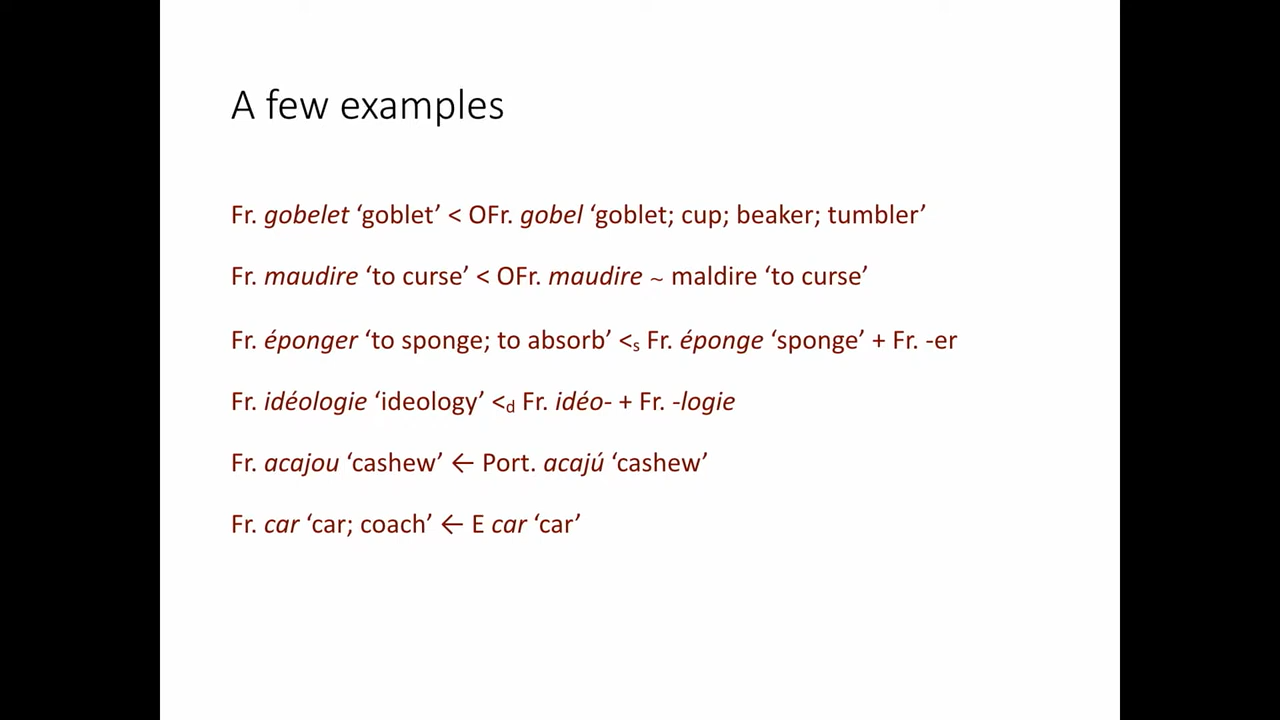 A few examples
Fr. gobelet ‘goblet’ < OFr. gobel ‘goblet; cup; beaker; tumbler’
Fr. maudire ‘to curse’ < OFr. maudire ~ maldire ‘to curse’
Fr. éponger ‘to sponge; to absorb’ <s Fr. éponge ‘sponge’ + Fr. -er
Fr. idéologie ‘ideology’ <d Fr. idéo- + Fr. -logie
Fr. acajou ‘cashew’ ← Port. acajú ‘cashew’
Fr. car ‘car; coach’ ← E car ‘car’